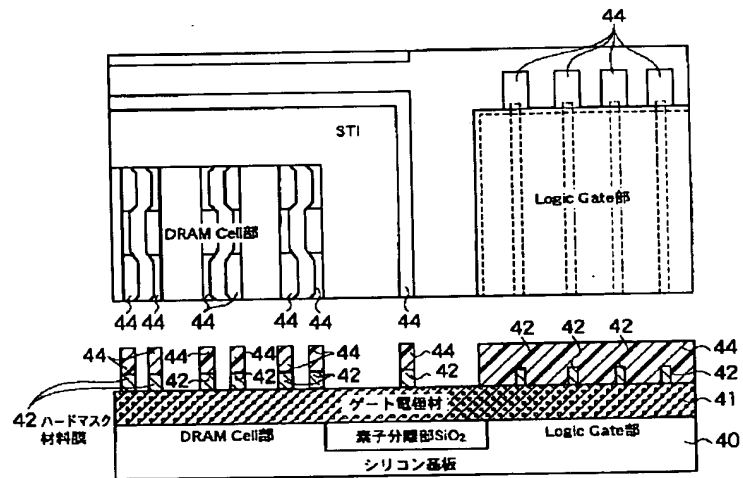 44
STI
Logic Gate部
DRAM Cell部
44 44 44 44 44 44
42 42 42
44 44 44 44 44 44
42 42 42 42 42
42 ハードマスク
材料膜
ゲート電極材
41
DRAM Cell部
素子分離部SiO₂
Logic Gate部
40
シリコン基板